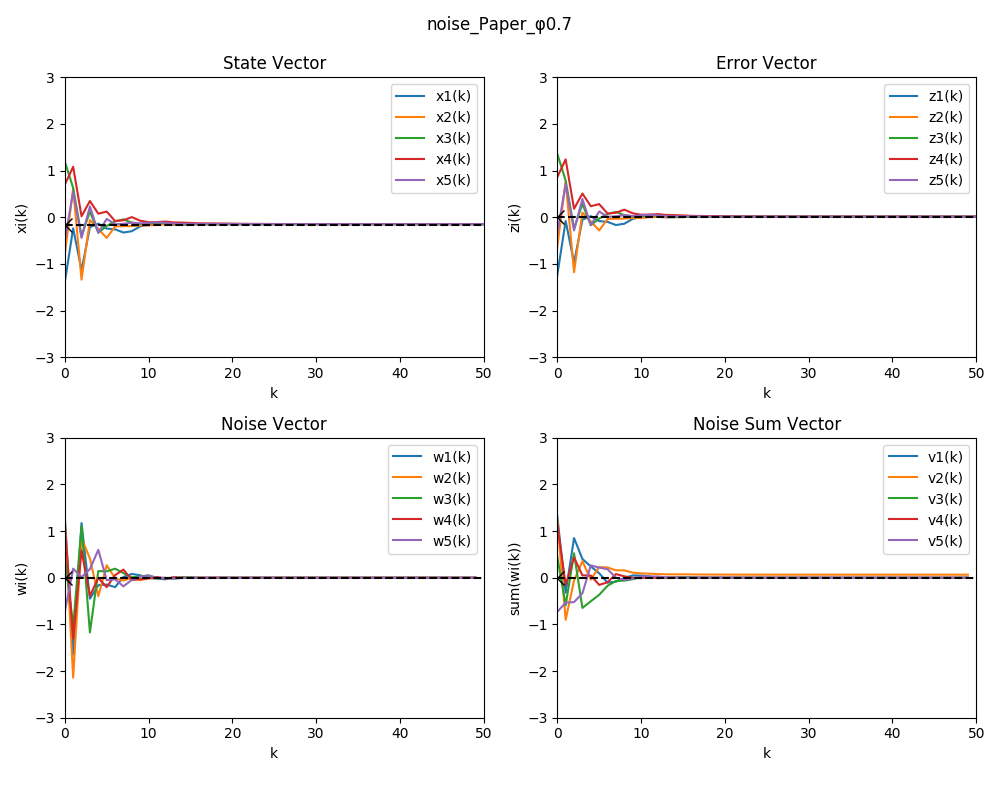 noise_Paper_φ0.7
State Vector
3
2
1
0
−1
−2
−3
xi(k)
0
10
20
30
40
50
k
x1(k)
x2(k)
x3(k)
x4(k)
x5(k)
Error Vector
3
2
1
0
−1
−2
−3
zi(k)
0
10
20
30
40
50
k
z1(k)
z2(k)
z3(k)
z4(k)
z5(k)
Noise Vector
3
2
1
0
−1
−2
−3
wi(k)
0
10
20
30
40
50
k
w1(k)
w2(k)
w3(k)
w4(k)
w5(k)
Noise Sum Vector
3
2
1
0
−1
−2
−3
sum(wi(k))
0
10
20
30
40
50
k
v1(k)
v2(k)
v3(k)
v4(k)
v5(k)